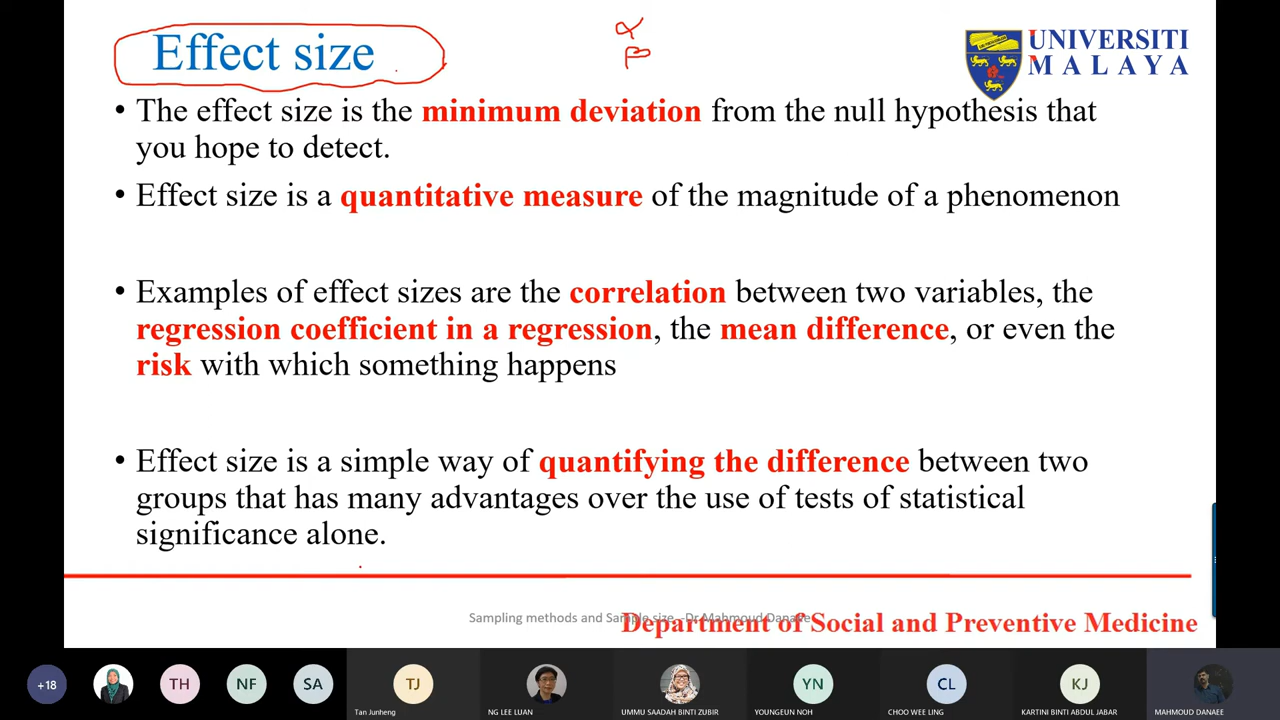 Effect size
α
β
UNIVERSITI
MALAYA
• The effect size is the minimum deviation from the null hypothesis that
you hope to detect.
• Effect size is a quantitative measure of the magnitude of a phenomenon
• Examples of effect sizes are the correlation between two variables, the
regression coefficient in a regression, the mean difference, or even the
risk with which something happens
• Effect size is a simple way of quantifying the difference between two
groups that has many advantages over the use of tests of statistical
significance alone.
Sampling methods and Sample size -Dr Mahmoud Danaee
Department of Social and Preventive Medicine
+18
TH
NF
SA
TJ
Tan Junheng
NG LEE LUAN
UMMU SAADAH BINTI ZUBIR
YN
YOUNGEUN NOH
CL
CHOO WEE LING
KJ
KARTINI BINTI ABDUL JABAR
MAHMOUD DANAEE